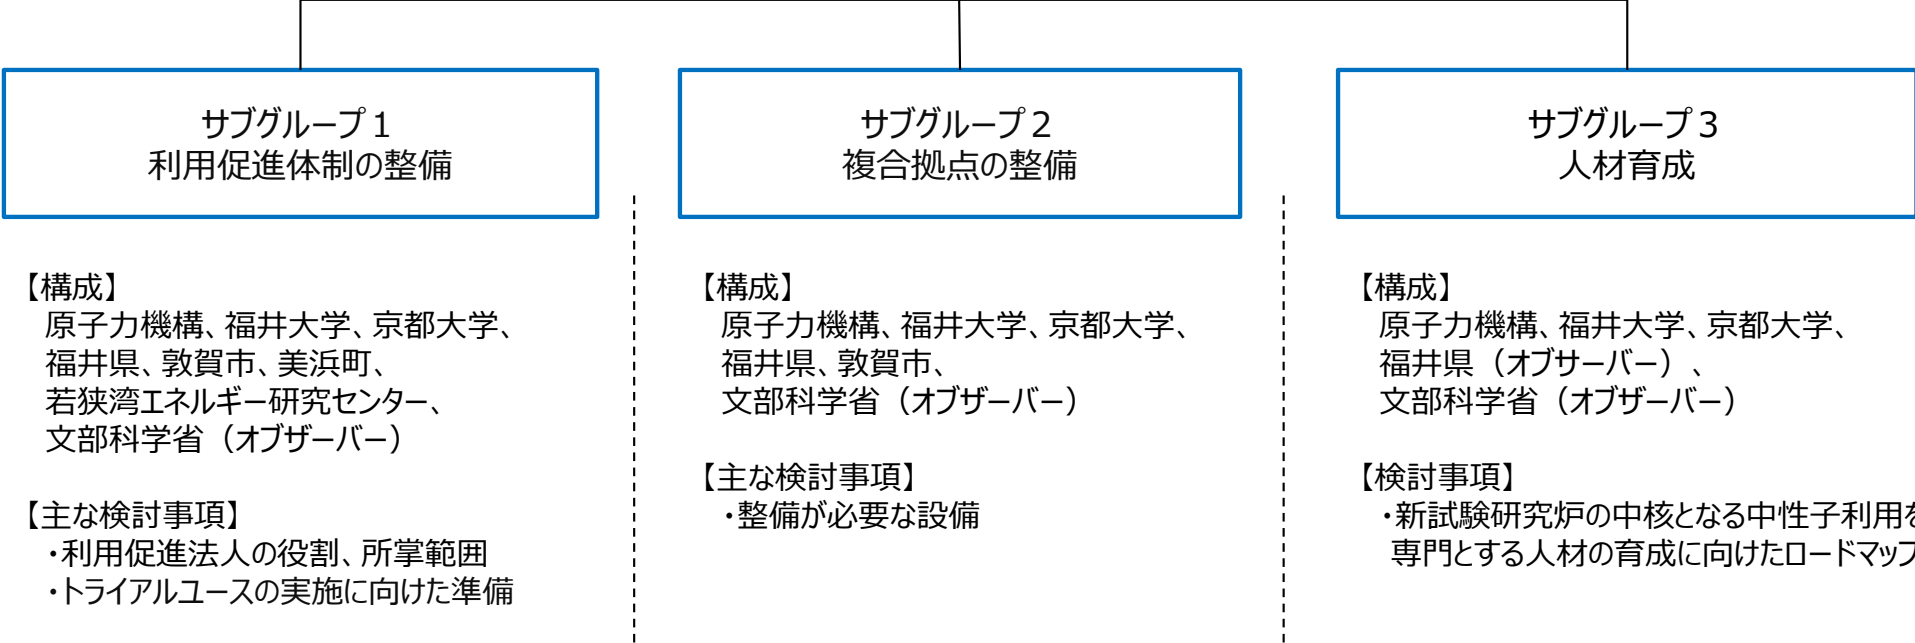 サブグループ１
利用促進体制の整備
【構成】
原子力機構、福井大学、京都大学、
福井県、敦賀市、美浜町、
若狭湾エネルギー研究センター、
文部科学省（オブザーバー）
【主な検討事項】
・利用促進法人の役割、所掌範囲
・トライアルユースの実施に向けた準備
サブグループ２
複合拠点の整備
【構成】
原子力機構、福井大学、京都大学、
福井県、敦賀市、
文部科学省（オブザーバー）
【主な検討事項】
・整備が必要な設備
サブグループ３
人材育成
【構成】
原子力機構、福井大学、京都大学、
福井県（オブサーバー）、
文部科学省（オブザーバー）
【検討事項】
・新試験研究炉の中核となる中性子利用を
専門とする人材の育成に向けたロードマップ